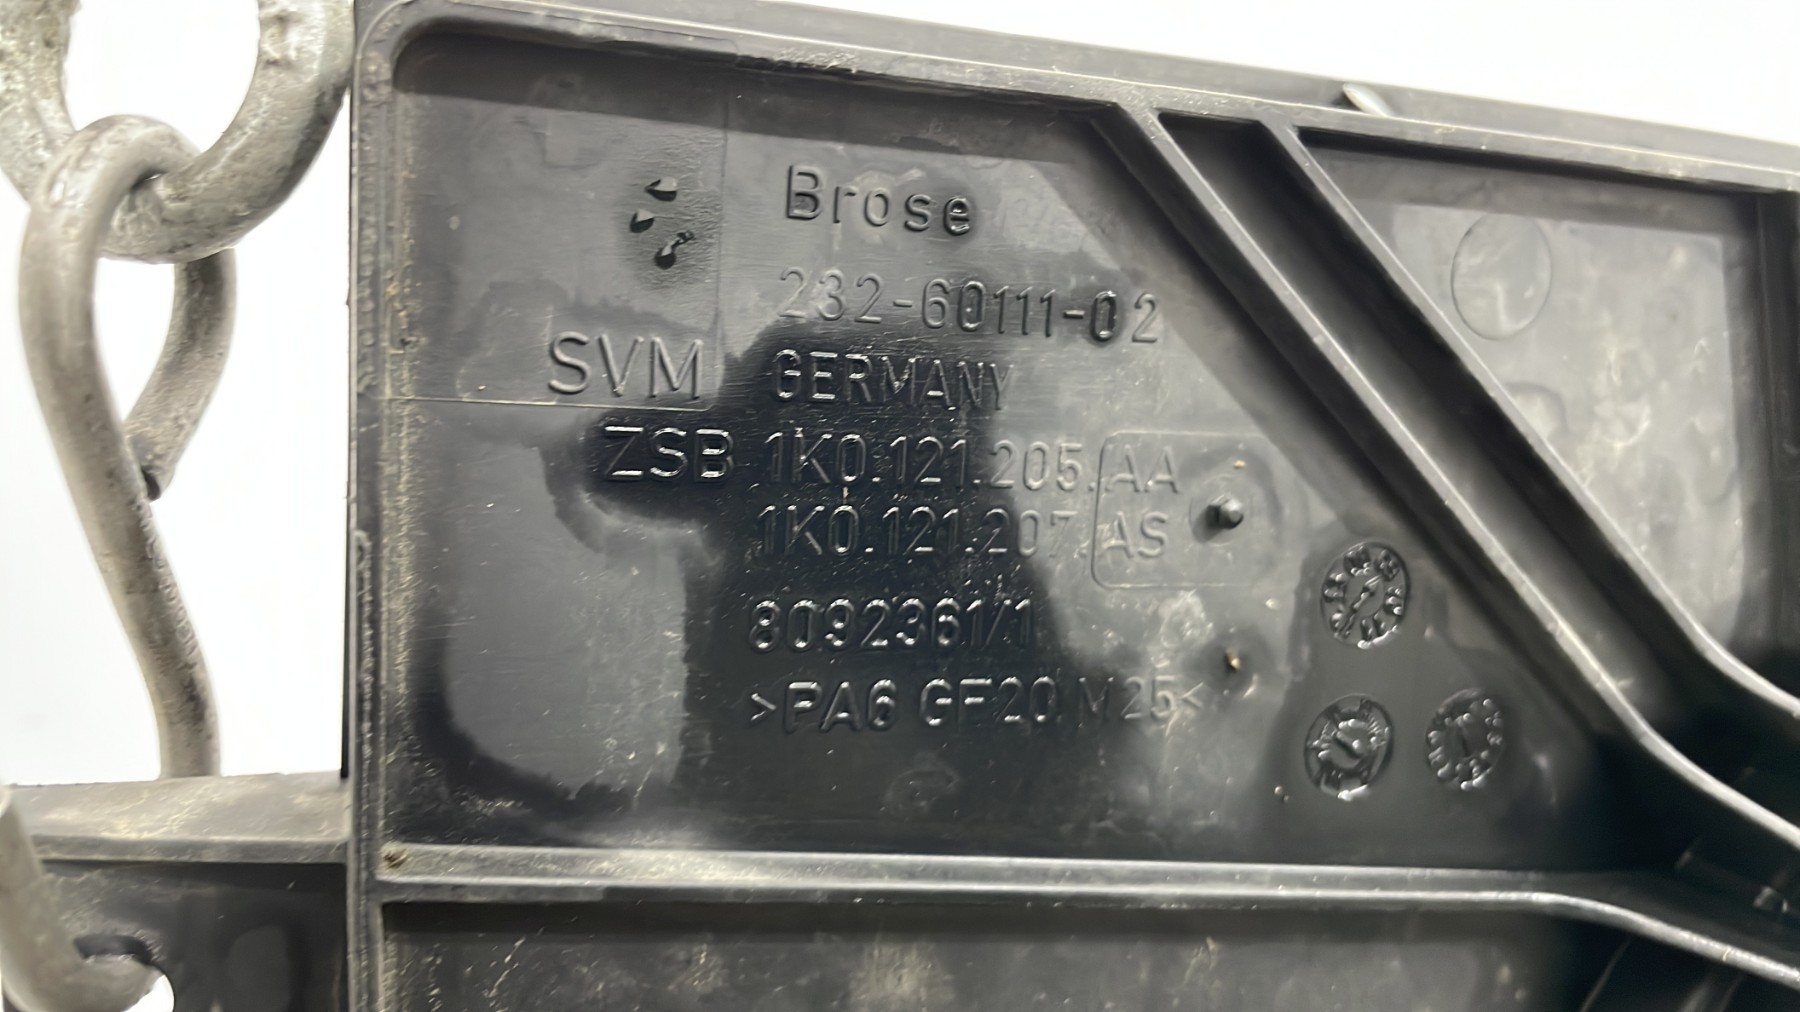 Brose
232-60111-02
SVM GERMANY
ZSB 1K0.121.205.AA
1K0.121.207.AS
8092361/1
>PA6 GF20 M25<